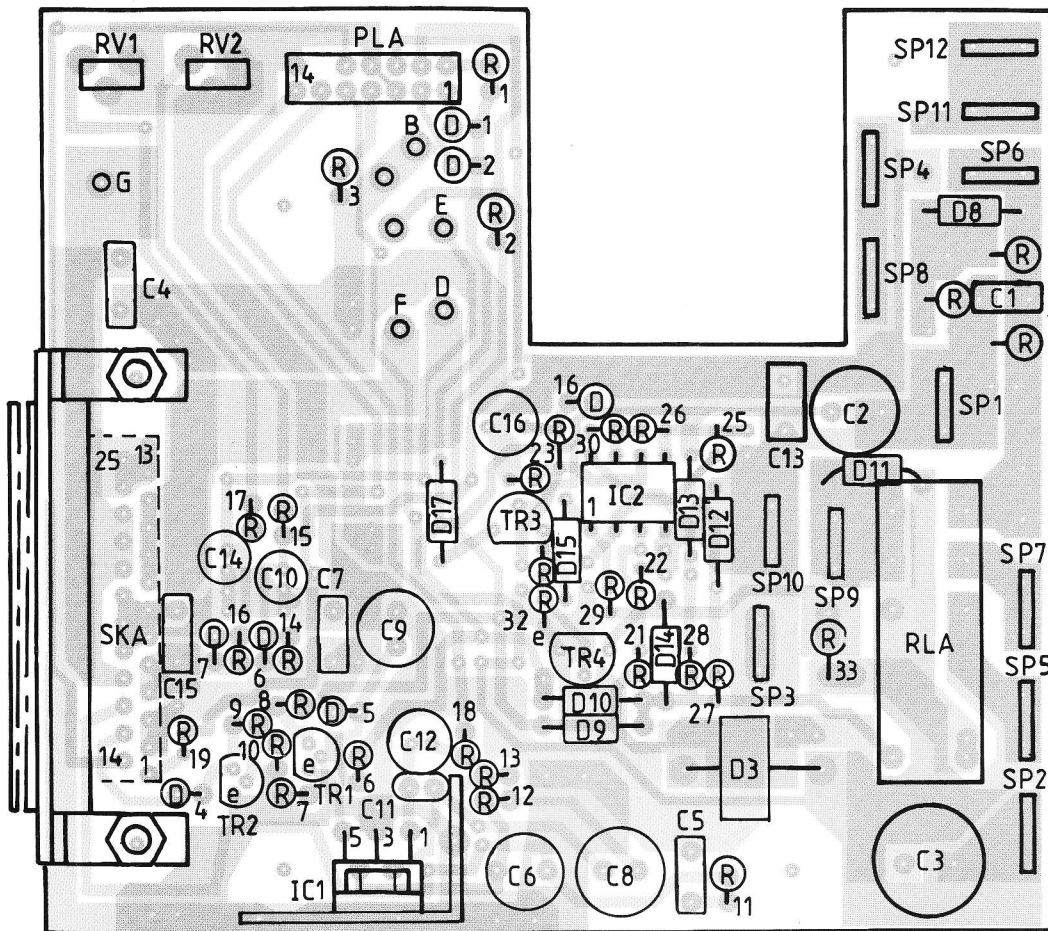 RV1 RV2 PLA
14 1
R 1
D 1
D 2
B
R 3
G
E
R 2
C4
F D
SP12
SP11
SP4 SP6
D8
SP8
R
R C1
R
SP1
C2
C13
D11
16 D
C16
R R R
23 30 26 25
R
R
IC2
1
TR3
D17
D15
D13
D12
25 13
17 R
R 15
C14
C10
C7
SKA
C9
C15
D 7
16 R
D 6
14 R
R
R
32
e
29 R
R 22
TR4
21 R
D14
28 R
R 27
D10
D9
SP10
SP9
SP3
R 33
RLA
SP7
SP5
SP2
14 1
8 R
D 5
9 R
10 R
R 19
D 4
e
TR2
R 7
e
TR1
R 6
C12
C11
18 R
R 13
R 12
D3
5 3 1
IC1
C6
C8
C5
R 11
C3